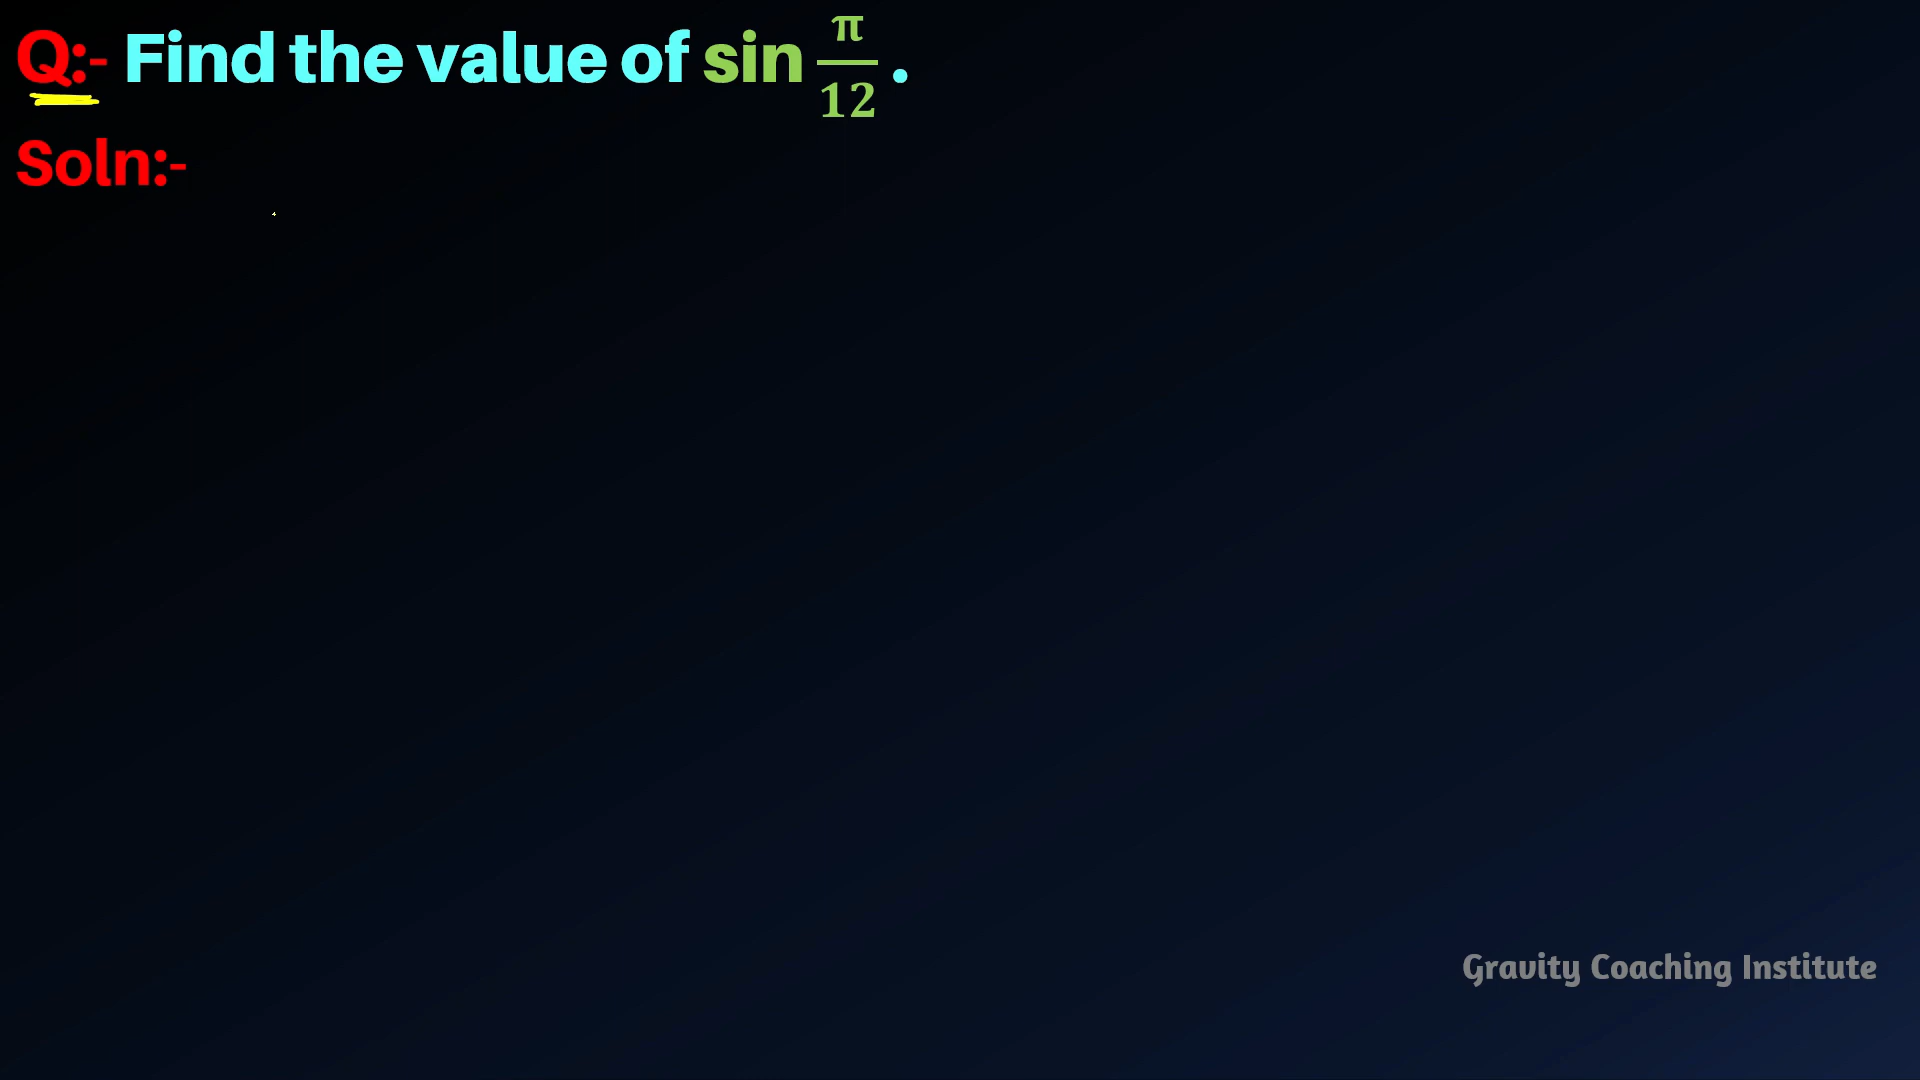 Q:- Find the value of sin π/12 .
Soln:-
Gravity Coaching Institute